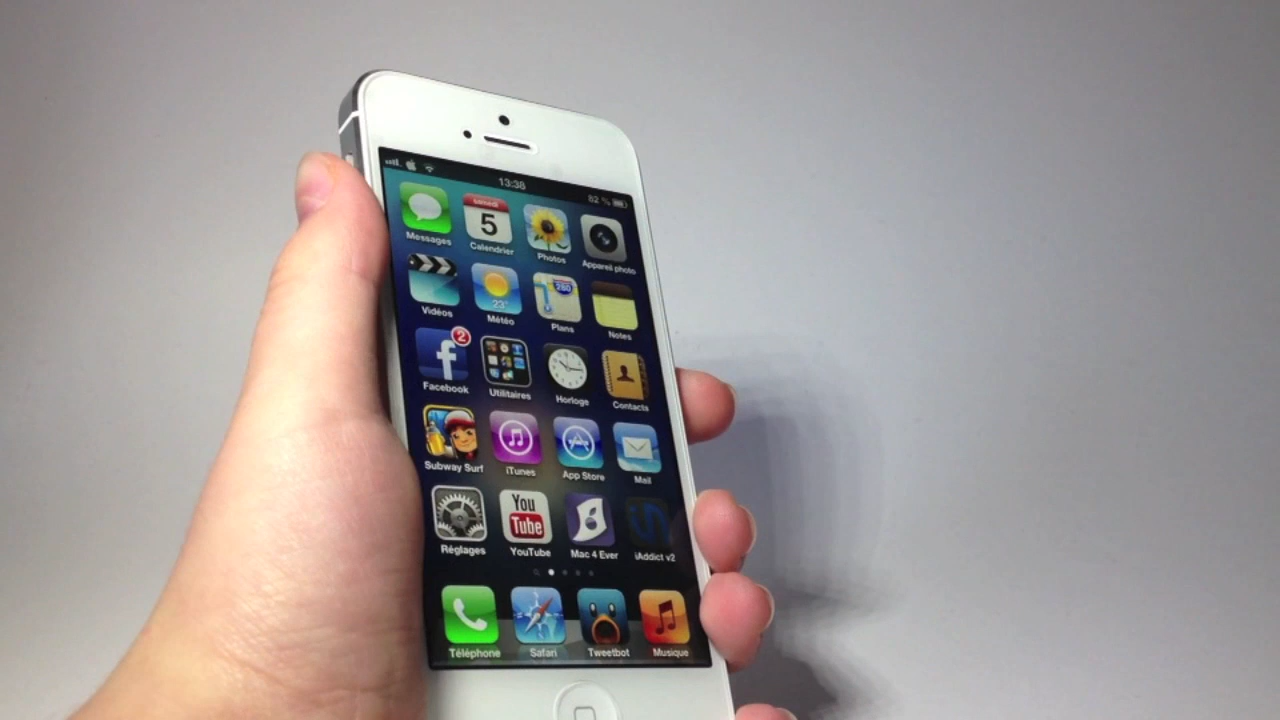 13:38
82 %
samedi
5
Messages
Calendrier
Photos
Appareil photo
23°
280
Vidéos
Météo
Plans
Notes
2
Facebook
Utilitaires
Horloge
Contacts
Subway Surf
iTunes
App Store
Mail
You
Tube
Réglages
YouTube
Mac 4 Ever
iAddict v2
Téléphone
Safari
Tweetbot
Musique